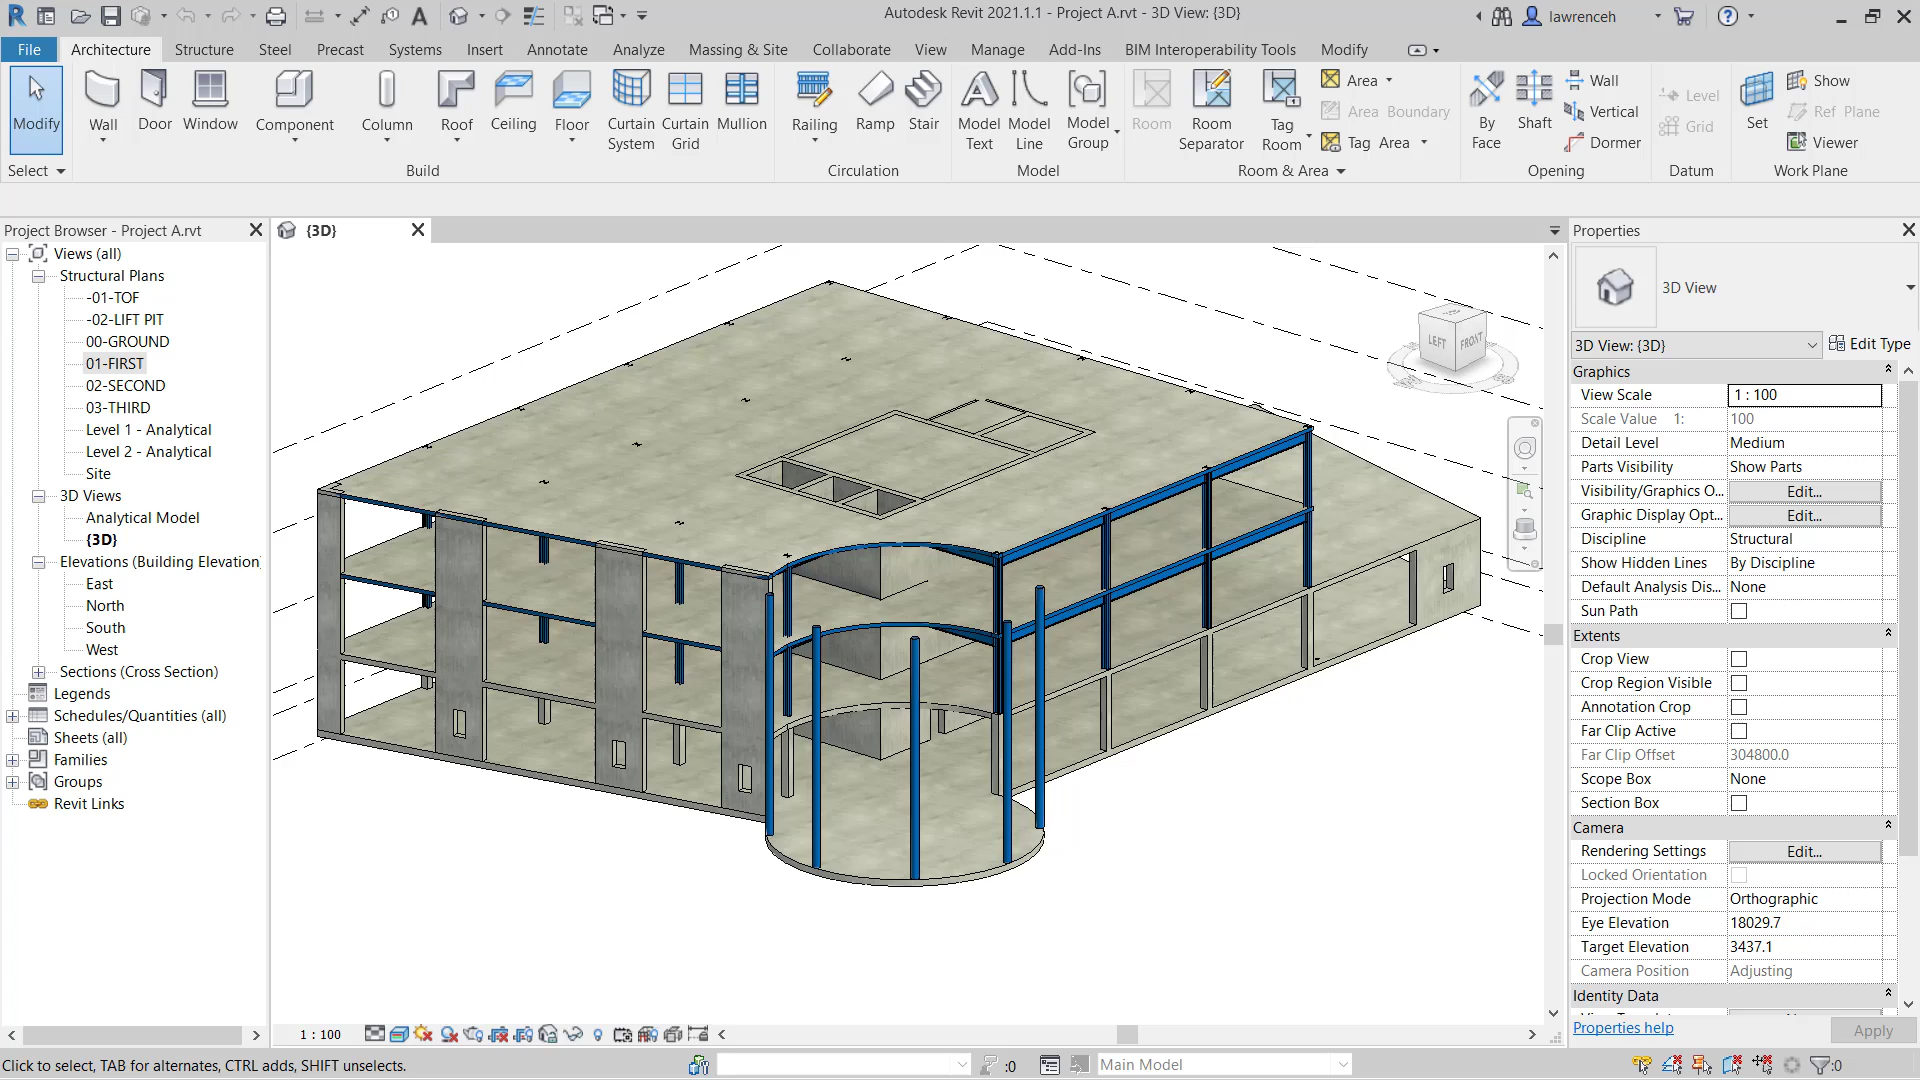 Autodesk Revit 2021.1.1 - Project A.rvt - 3D View: {3D}
lawrenceh
File Architecture Structure Steel Precast Systems Insert Annotate Analyze Massing & Site Collaborate View Manage Add-Ins BIM Interoperability Tools Modify
Modify
Wall
Door
Window
Component
Column
Roof
Ceiling
Floor
Curtain System
Curtain Grid
Mullion
Railing
Ramp
Stair
Model Text
Model Line
Model Group
Room
Room Separator
Tag Room
Area
Area Boundary
Tag Area
By Face
Shaft
Wall
Vertical
Dormer
Level
Grid
Set
Show
Ref Plane
Viewer
Select
Build
Circulation
Model
Room & Area
Opening
Datum
Work Plane
Project Browser - Project A.rvt
Views (all)
Structural Plans
-01-TOF
-02-LIFT PIT
00-GROUND
01-FIRST
02-SECOND
03-THIRD
Level 1 - Analytical
Level 2 - Analytical
Site
3D Views
Analytical Model
{3D}
Elevations (Building Elevation)
East
North
South
West
Sections (Cross Section)
Legends
Schedules/Quantities (all)
Sheets (all)
Families
Groups
Revit Links
{3D}
LEFT
FRONT
1 : 100
Properties
3D View
3D View: {3D}
Edit Type
Graphics
View Scale 1 : 100
Scale Value 1: 100
Detail Level Medium
Parts Visibility Show Parts
Visibility/Graphics O... Edit...
Graphic Display Opt... Edit...
Discipline Structural
Show Hidden Lines By Discipline
Default Analysis Dis... None
Sun Path
Extents
Crop View
Crop Region Visible
Annotation Crop
Far Clip Active
Far Clip Offset 304800.0
Scope Box None
Section Box
Camera
Rendering Settings Edit...
Locked Orientation
Projection Mode Orthographic
Eye Elevation 18029.7
Target Elevation 3437.1
Camera Position Adjusting
Identity Data
Properties help
Apply
Click to select, TAB for alternates, CTRL adds, SHIFT unselects.
:0
Main Model
:0